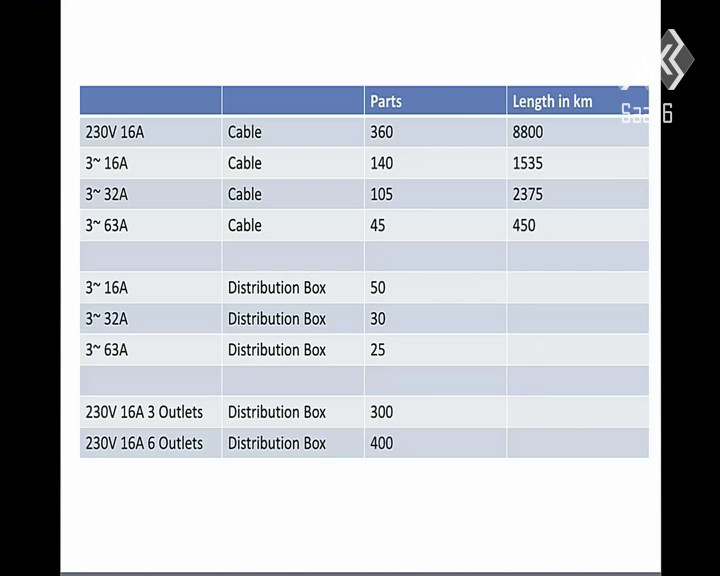 Parts Length in km
230V 16A Cable 360 8800
3~ 16A Cable 140 1535
3~ 32A Cable 105 2375
3~ 63A Cable 45 450
3~ 16A Distribution Box 50
3~ 32A Distribution Box 30
3~ 63A Distribution Box 25
230V 16A 3 Outlets Distribution Box 300
230V 16A 6 Outlets Distribution Box 400